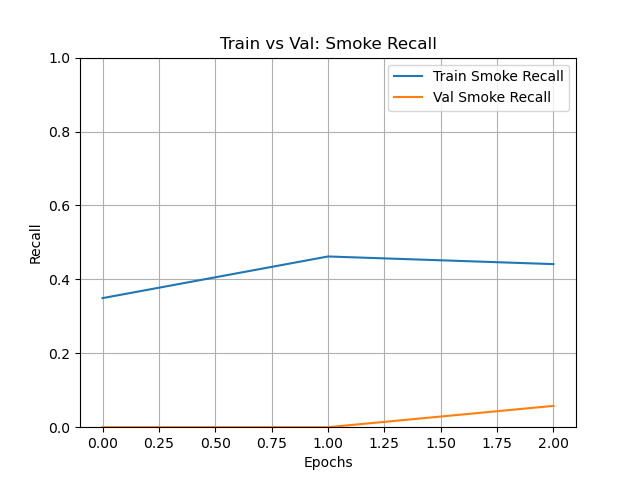 Train vs Val: Smoke Recall
Train Smoke Recall
Val Smoke Recall
Recall
1.0
0.8
0.6
0.4
0.2
0.0
0.00 0.25 0.50 0.75 1.00 1.25 1.50 1.75 2.00
Epochs